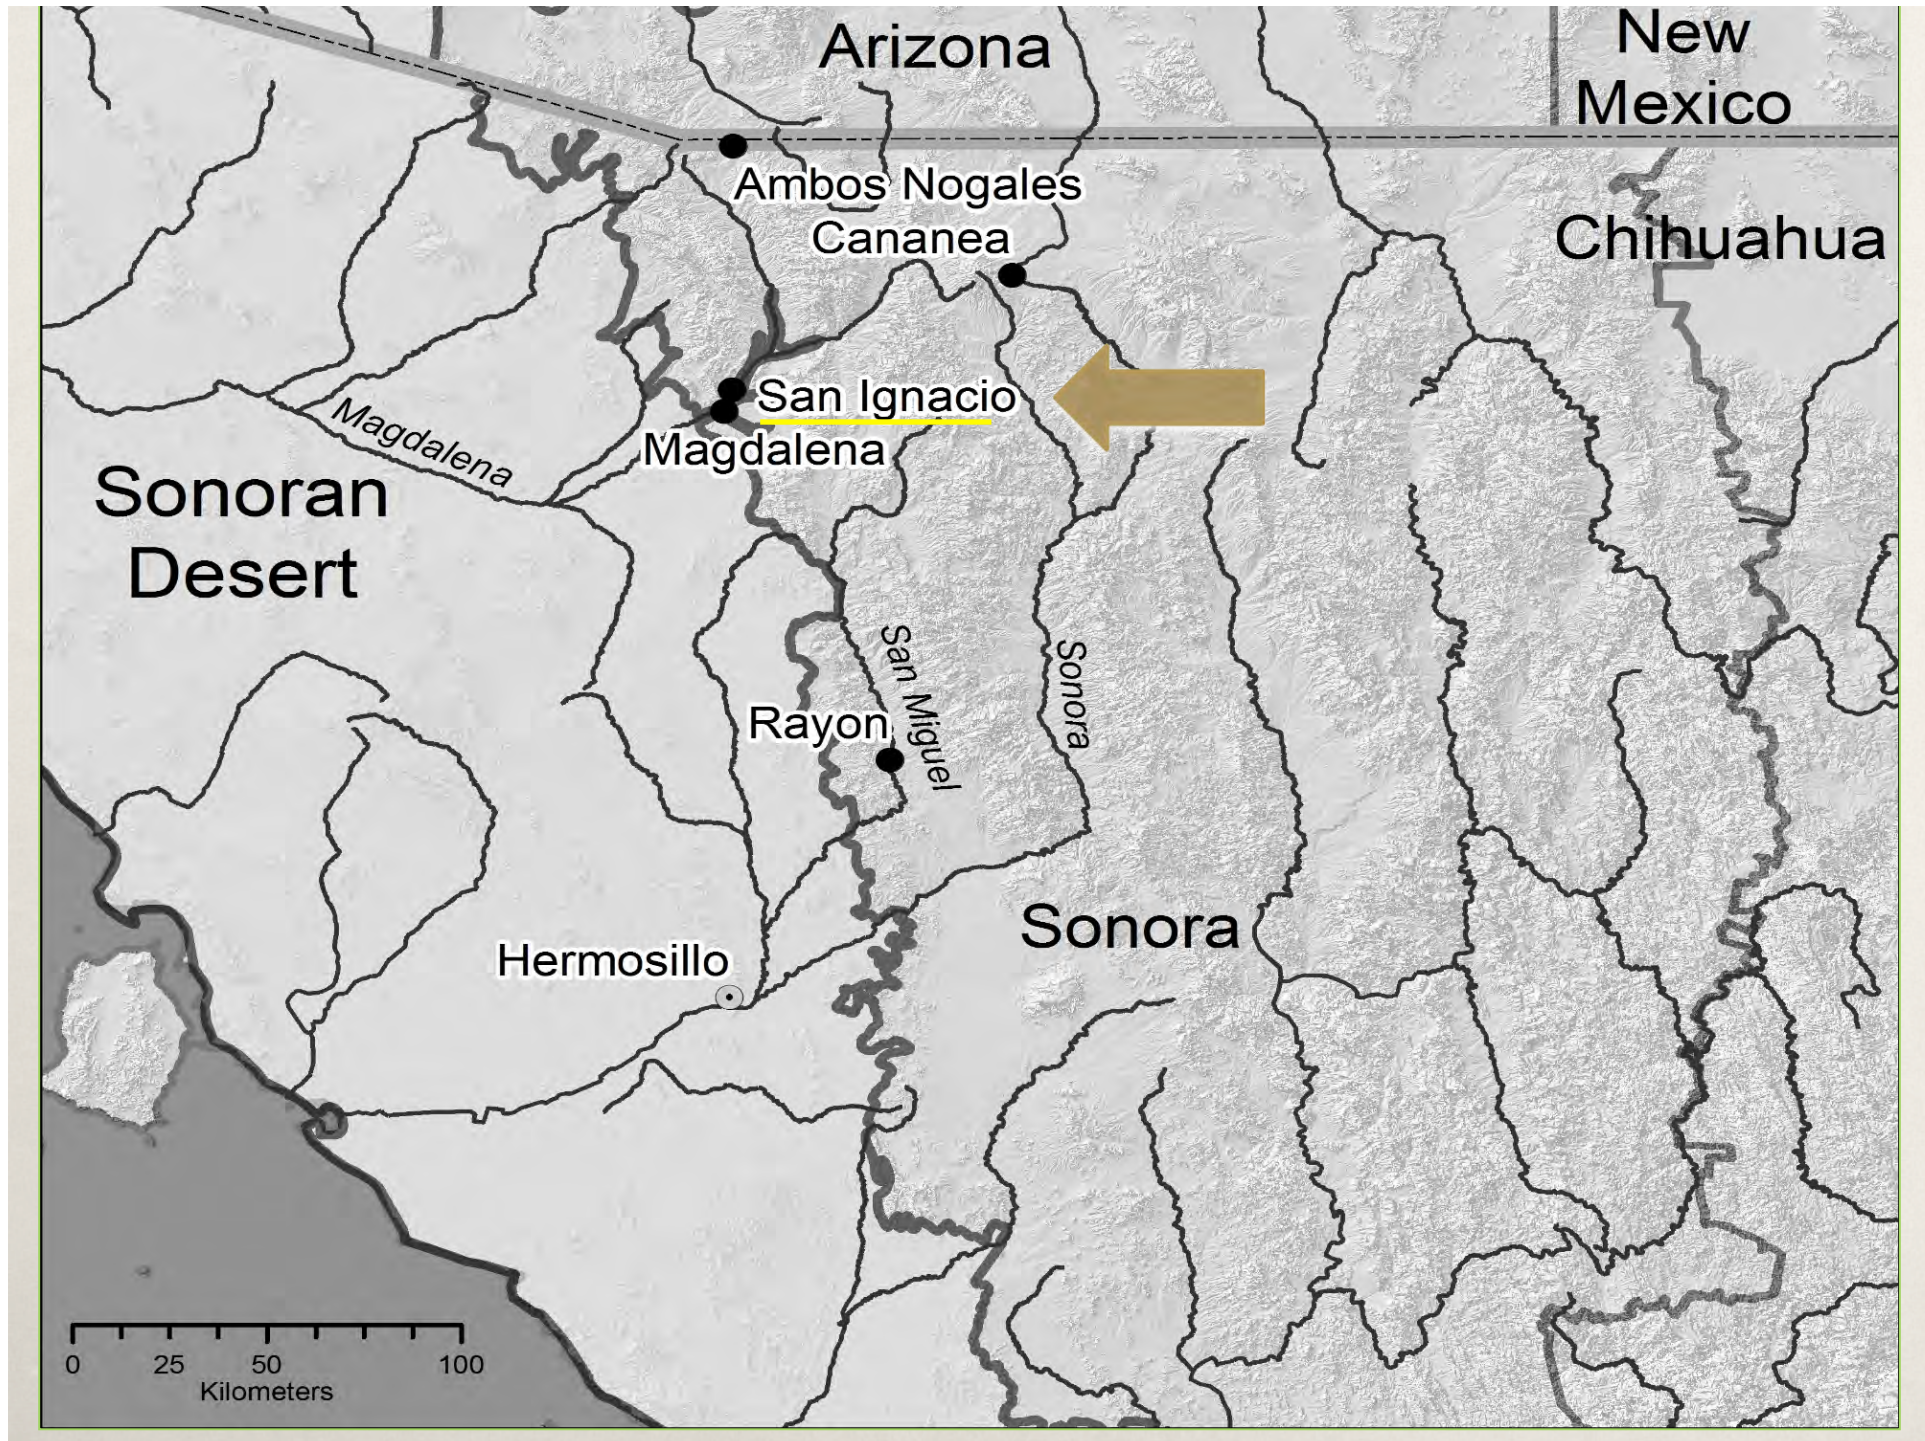 Arizona
New
Mexico
Ambos Nogales
Cananea
Chihuahua
San Ignacio
Magdalena
Magdalena
Sonoran
Desert
San Miguel
Sonora
Rayon
Sonora
Hermosillo
0 25 50 100
Kilometers